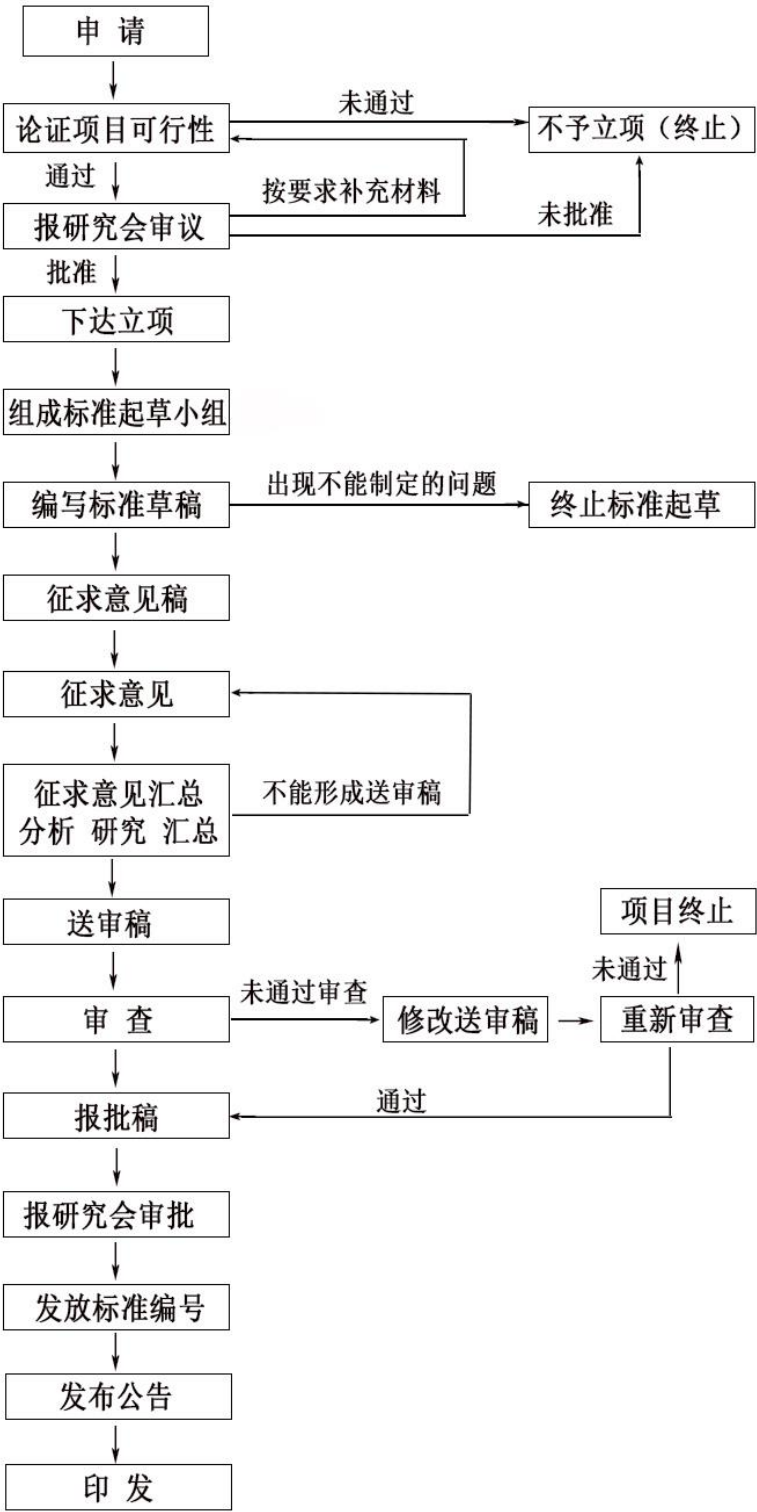 申 请
未通过
论证项目可行性
不予立项（终止）
通过
按要求补充材料
报研究会审议
未批准
批准
下达立项
组成标准起草小组
出现不能制定的问题
编写标准草稿
终止标准起草
征求意见稿
征求意见
征求意见汇总
分析 研究 汇总
不能形成送审稿
送审稿
项目终止
未通过
未通过审查
审 查
修改送审稿
重新审查
通过
报批稿
报研究会审批
发放标准编号
发布公告
印 发